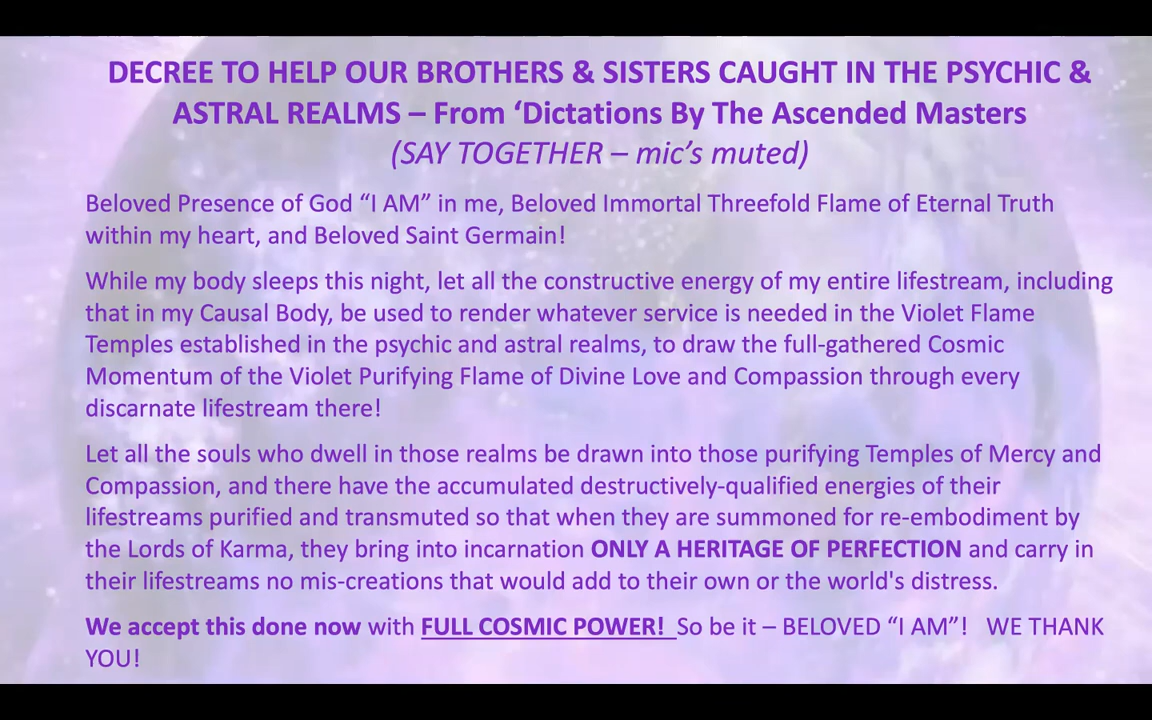 DECREE TO HELP OUR BROTHERS & SISTERS CAUGHT IN THE PSYCHIC &
ASTRAL REALMS – From ‘Dictations By The Ascended Masters
(SAY TOGETHER – mic’s muted)
Beloved Presence of God “I AM” in me, Beloved Immortal Threefold Flame of Eternal Truth
within my heart, and Beloved Saint Germain!
While my body sleeps this night, let all the constructive energy of my entire lifestream, including
that in my Causal Body, be used to render whatever service is needed in the Violet Flame
Temples established in the psychic and astral realms, to draw the full-gathered Cosmic
Momentum of the Violet Purifying Flame of Divine Love and Compassion through every
discarnate lifestream there!
Let all the souls who dwell in those realms be drawn into those purifying Temples of Mercy and
Compassion, and there have the accumulated destructively-qualified energies of their
lifestreams purified and transmuted so that when they are summoned for re-embodiment by
the Lords of Karma, they bring into incarnation ONLY A HERITAGE OF PERFECTION and carry in
their lifestreams no mis-creations that would add to their own or the world's distress.
We accept this done now with FULL COSMIC POWER! So be it – BELOVED “I AM”! WE THANK
YOU!